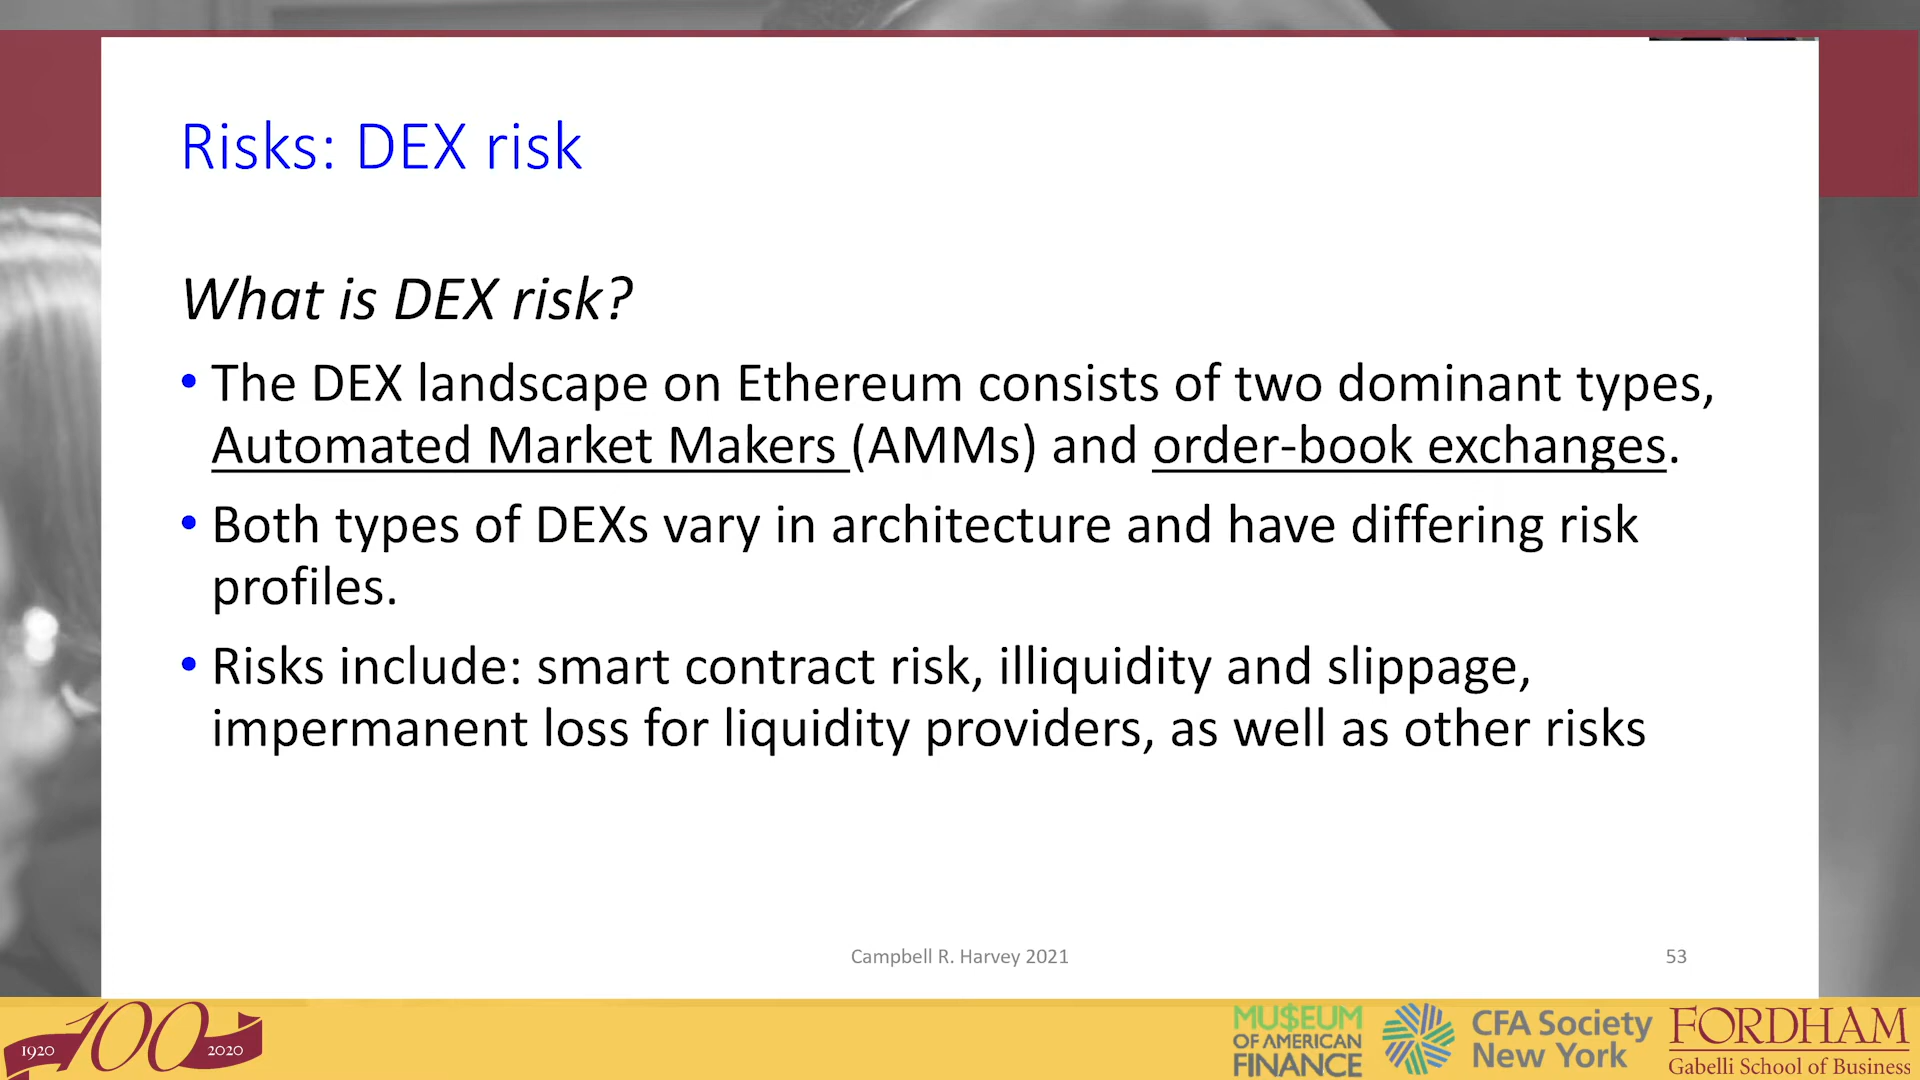 Risks: DEX risk
What is DEX risk?
• The DEX landscape on Ethereum consists of two dominant types,
Automated Market Makers (AMMs) and order-book exchanges.
• Both types of DEXs vary in architecture and have differing risk
profiles.
• Risks include: smart contract risk, illiquidity and slippage,
impermanent loss for liquidity providers, as well as other risks
Campbell R. Harvey 2021
53
1920 100 2020
MU$EUM
OF AMERICAN
FINANCE
CFA Society
New York
FORDHAM
Gabelli School of Business